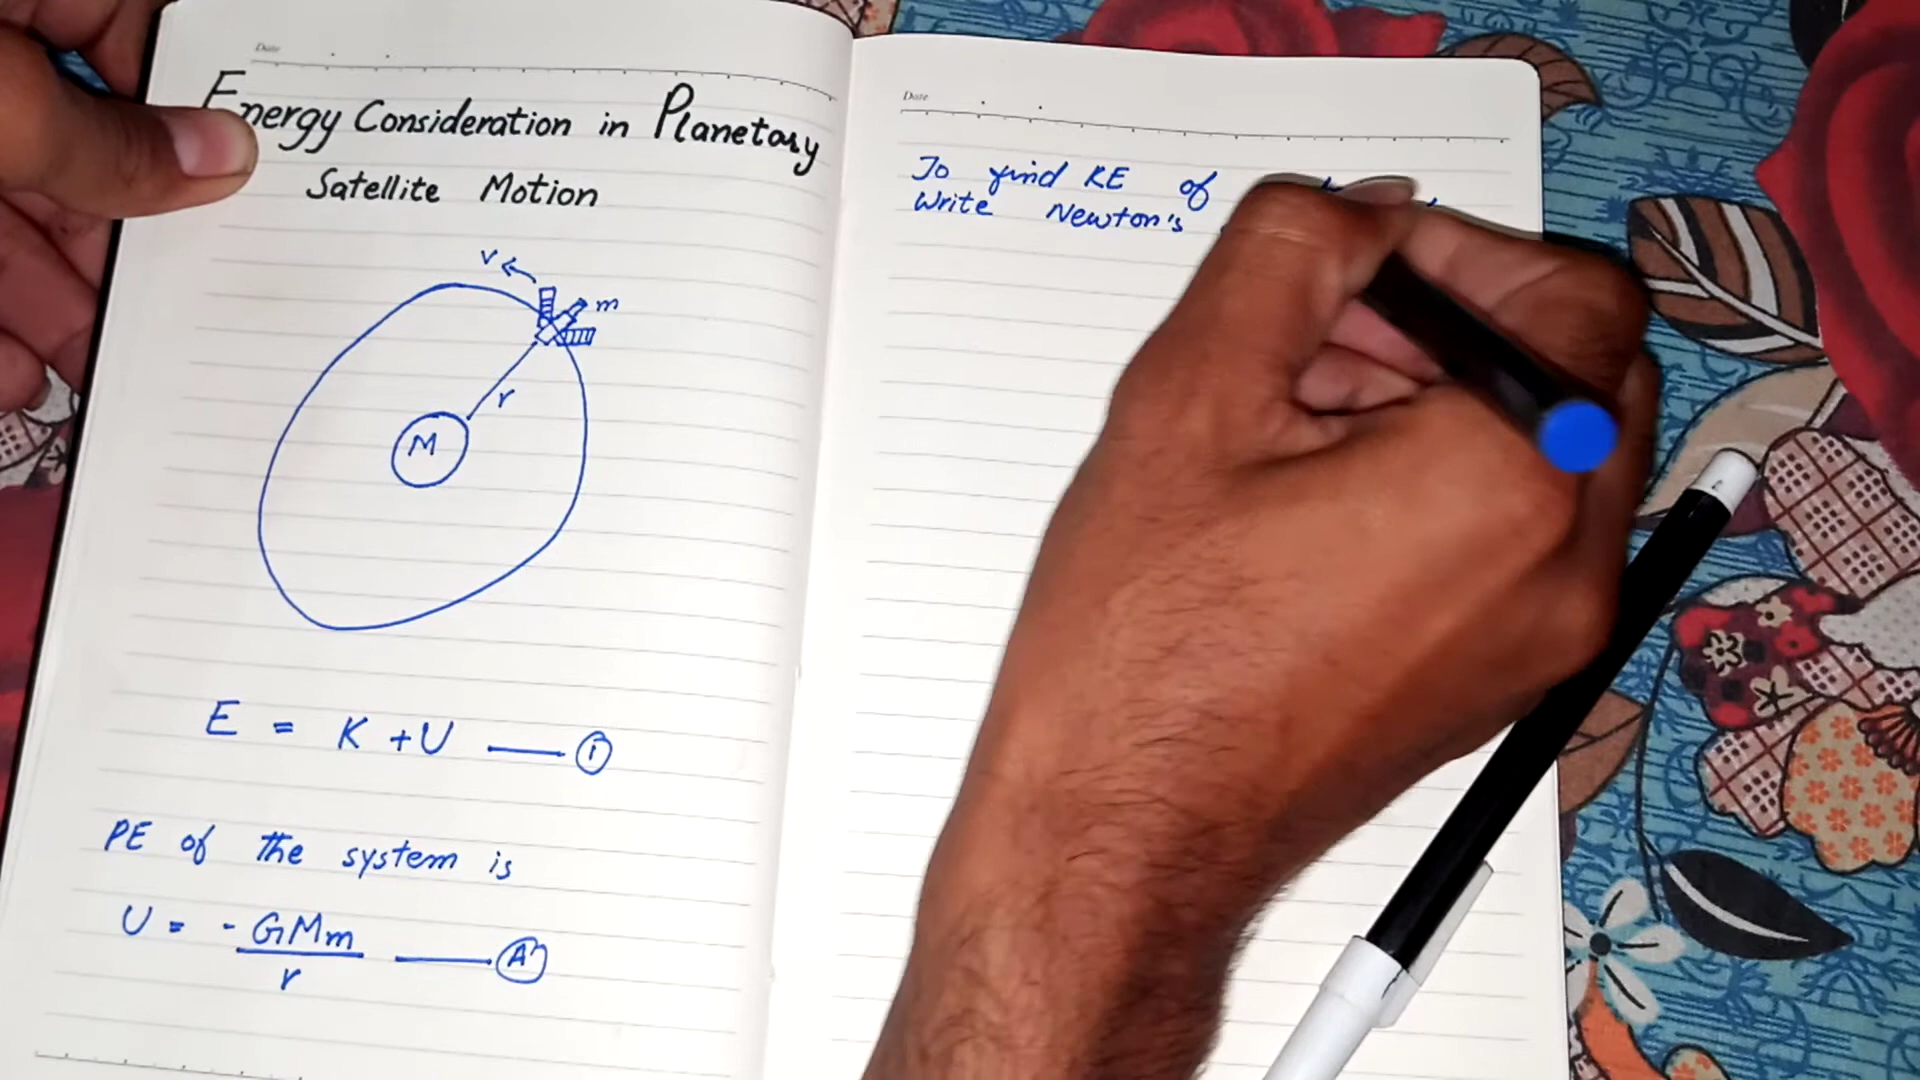 Date
Energy Consideration in Planetary
Satellite Motion
v
m
r
M
E = K + U —— (1)
PE of the system is
U = - GMm / r —— (A)
Date
To find KE of
Write Newton's